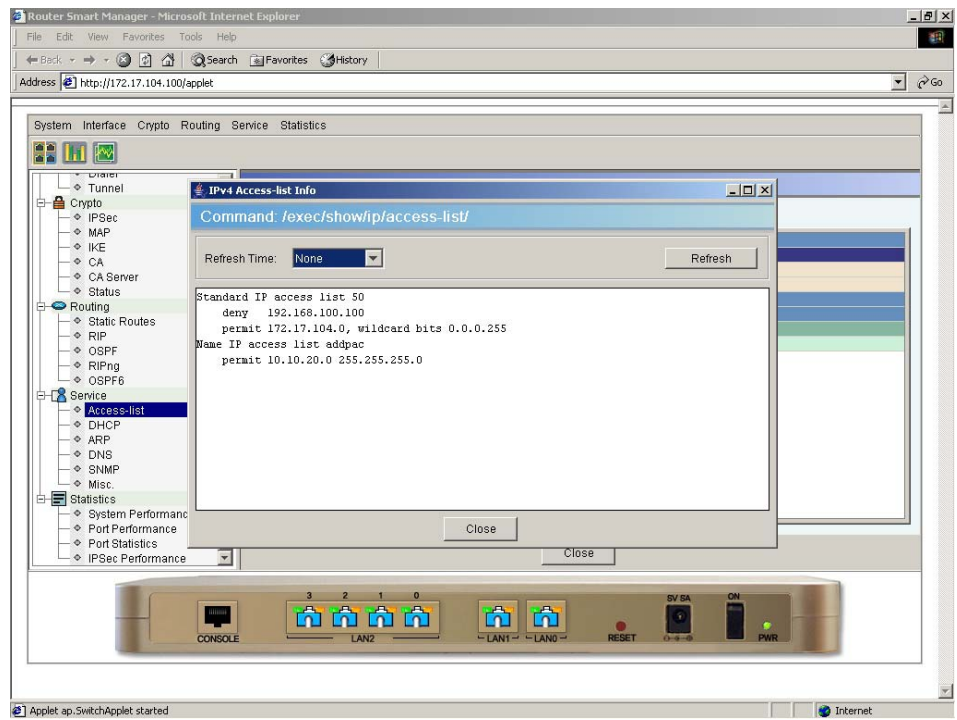 Router Smart Manager - Microsoft Internet Explorer
File Edit View Favorites Tools Help
Back Search Favorites History
Address http://172.17.104.100/applet Go
System Interface Crypto Routing Service Statistics
Dialer
Tunnel
Crypto
IPSec
MAP
IKE
CA
CA Server
Status
Routing
Static Routes
RIP
OSPF
RIPng
OSPF6
Service
Access-list
DHCP
ARP
DNS
SNMP
Misc.
Statistics
System Performanc
Port Performance
Port Statistics
IPSec Performance
IPv4 Access-list Info
Command: /exec/show/ip/access-list/
Refresh Time: None Refresh
Standard IP access list 50
deny 192.168.100.100
permit 172.17.104.0, wildcard bits 0.0.0.255
Name IP access list addpac
permit 10.10.20.0 255.255.255.0
Close
Close
3 2 1 0
5V 5A ON
CONSOLE LAN2 LAN1 LAN0 RESET PWR
Applet ap.SwitchApplet started Internet